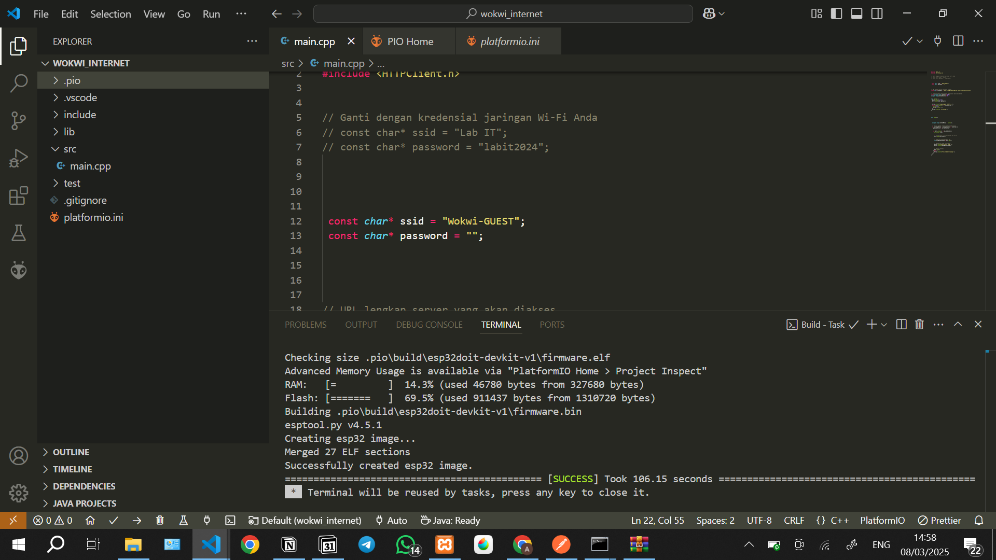 File Edit Selection View Go Run ··· wokwi_internet
EXPLORER ···
WOKWI_INTERNET
.pio
.vscode
include
lib
src
main.cpp
test
.gitignore
platformio.ini
OUTLINE
TIMELINE
DEPENDENCIES
JAVA PROJECTS
main.cpp PIO Home platformio.ini
src > main.cpp > ...
2 #include <HTTPClient.h>
3
4
5 // Ganti dengan kredensial jaringan Wi-Fi Anda
6 // const char* ssid = "Lab IT";
7 // const char* password = "labit2024";
8
9
10
11
12 const char* ssid = "Wokwi-GUEST";
13 const char* password = "";
14
15
16
17
18 // URL lengkap server yang akan diakses
PROBLEMS OUTPUT DEBUG CONSOLE TERMINAL PORTS Build - Task
Checking size .pio\build\esp32doit-devkit-v1\firmware.elf
Advanced Memory Usage is available via "PlatformIO Home > Project Inspect"
RAM: [= ] 14.3% (used 46780 bytes from 327680 bytes)
Flash: [======= ] 69.5% (used 911437 bytes from 1310720 bytes)
Building .pio\build\esp32doit-devkit-v1\firmware.bin
esptool.py v4.5.1
Creating esp32 image...
Merged 27 ELF sections
Successfully created esp32 image.
=========================================== [SUCCESS] Took 106.15 seconds ===========================================
* Terminal will be reused by tasks, press any key to close it.
0 0 Default (wokwi internet) Auto Java: Ready Ln 22, Col 55 Spaces: 2 UTF-8 CRLF {} C++ PlatformIO Prettier
31 14 A ENG 14:58
08/03/2025 22